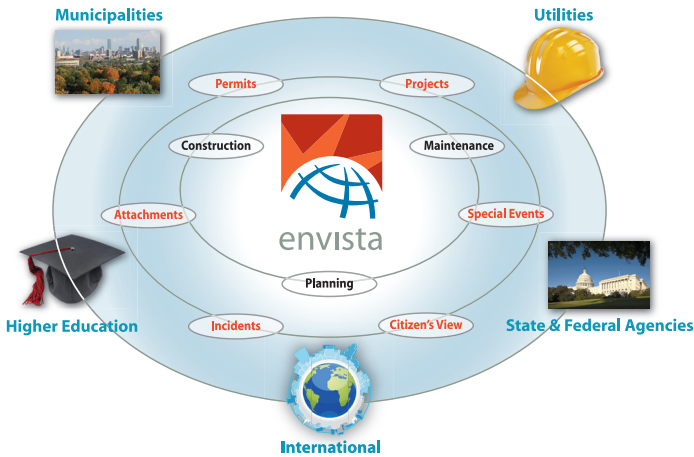 Municipalities
Utilities
Permits
Projects
Construction
Maintenance
Attachments
Special Events
envista
Planning
Higher Education
Incidents
Citizen's View
State & Federal Agencies
International